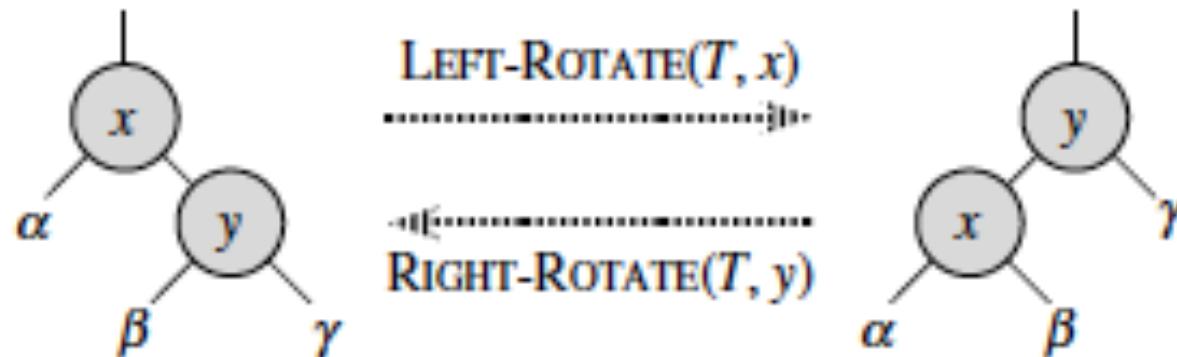 x
α
y
β
γ
LEFT-ROTATE(T, x)
RIGHT-ROTATE(T, y)
y
x
γ
α
β